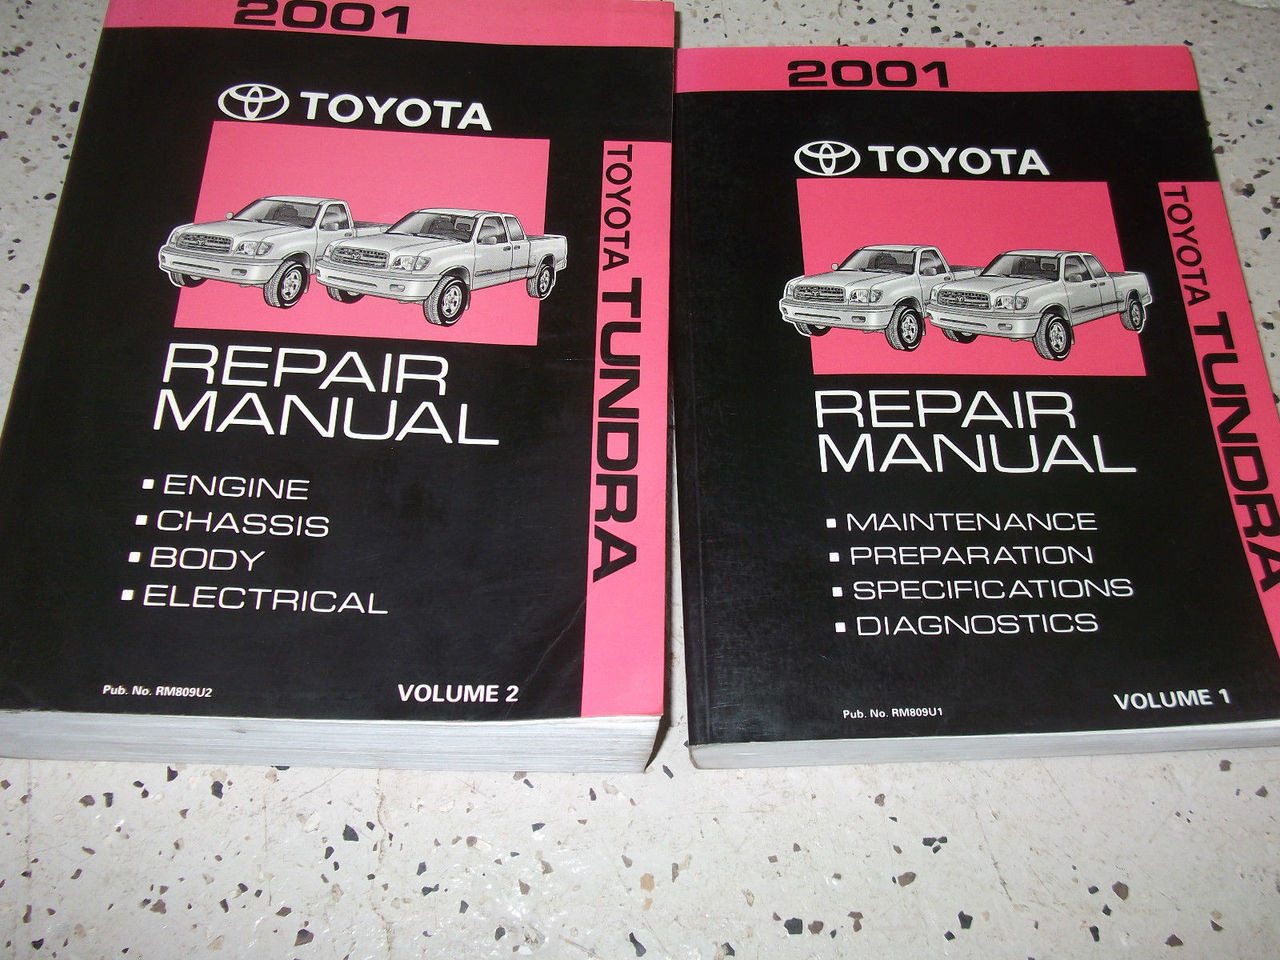 2001
TOYOTA
TOYOTA TUNDRA
REPAIR
MANUAL
▪ ENGINE
▪ CHASSIS
▪ BODY
▪ ELECTRICAL
Pub. No. RM809U2
VOLUME 2
2001
TOYOTA
TOYOTA TUNDRA
REPAIR
MANUAL
▪ MAINTENANCE
▪ PREPARATION
▪ SPECIFICATIONS
▪ DIAGNOSTICS
Pub. No. RM809U1
VOLUME 1